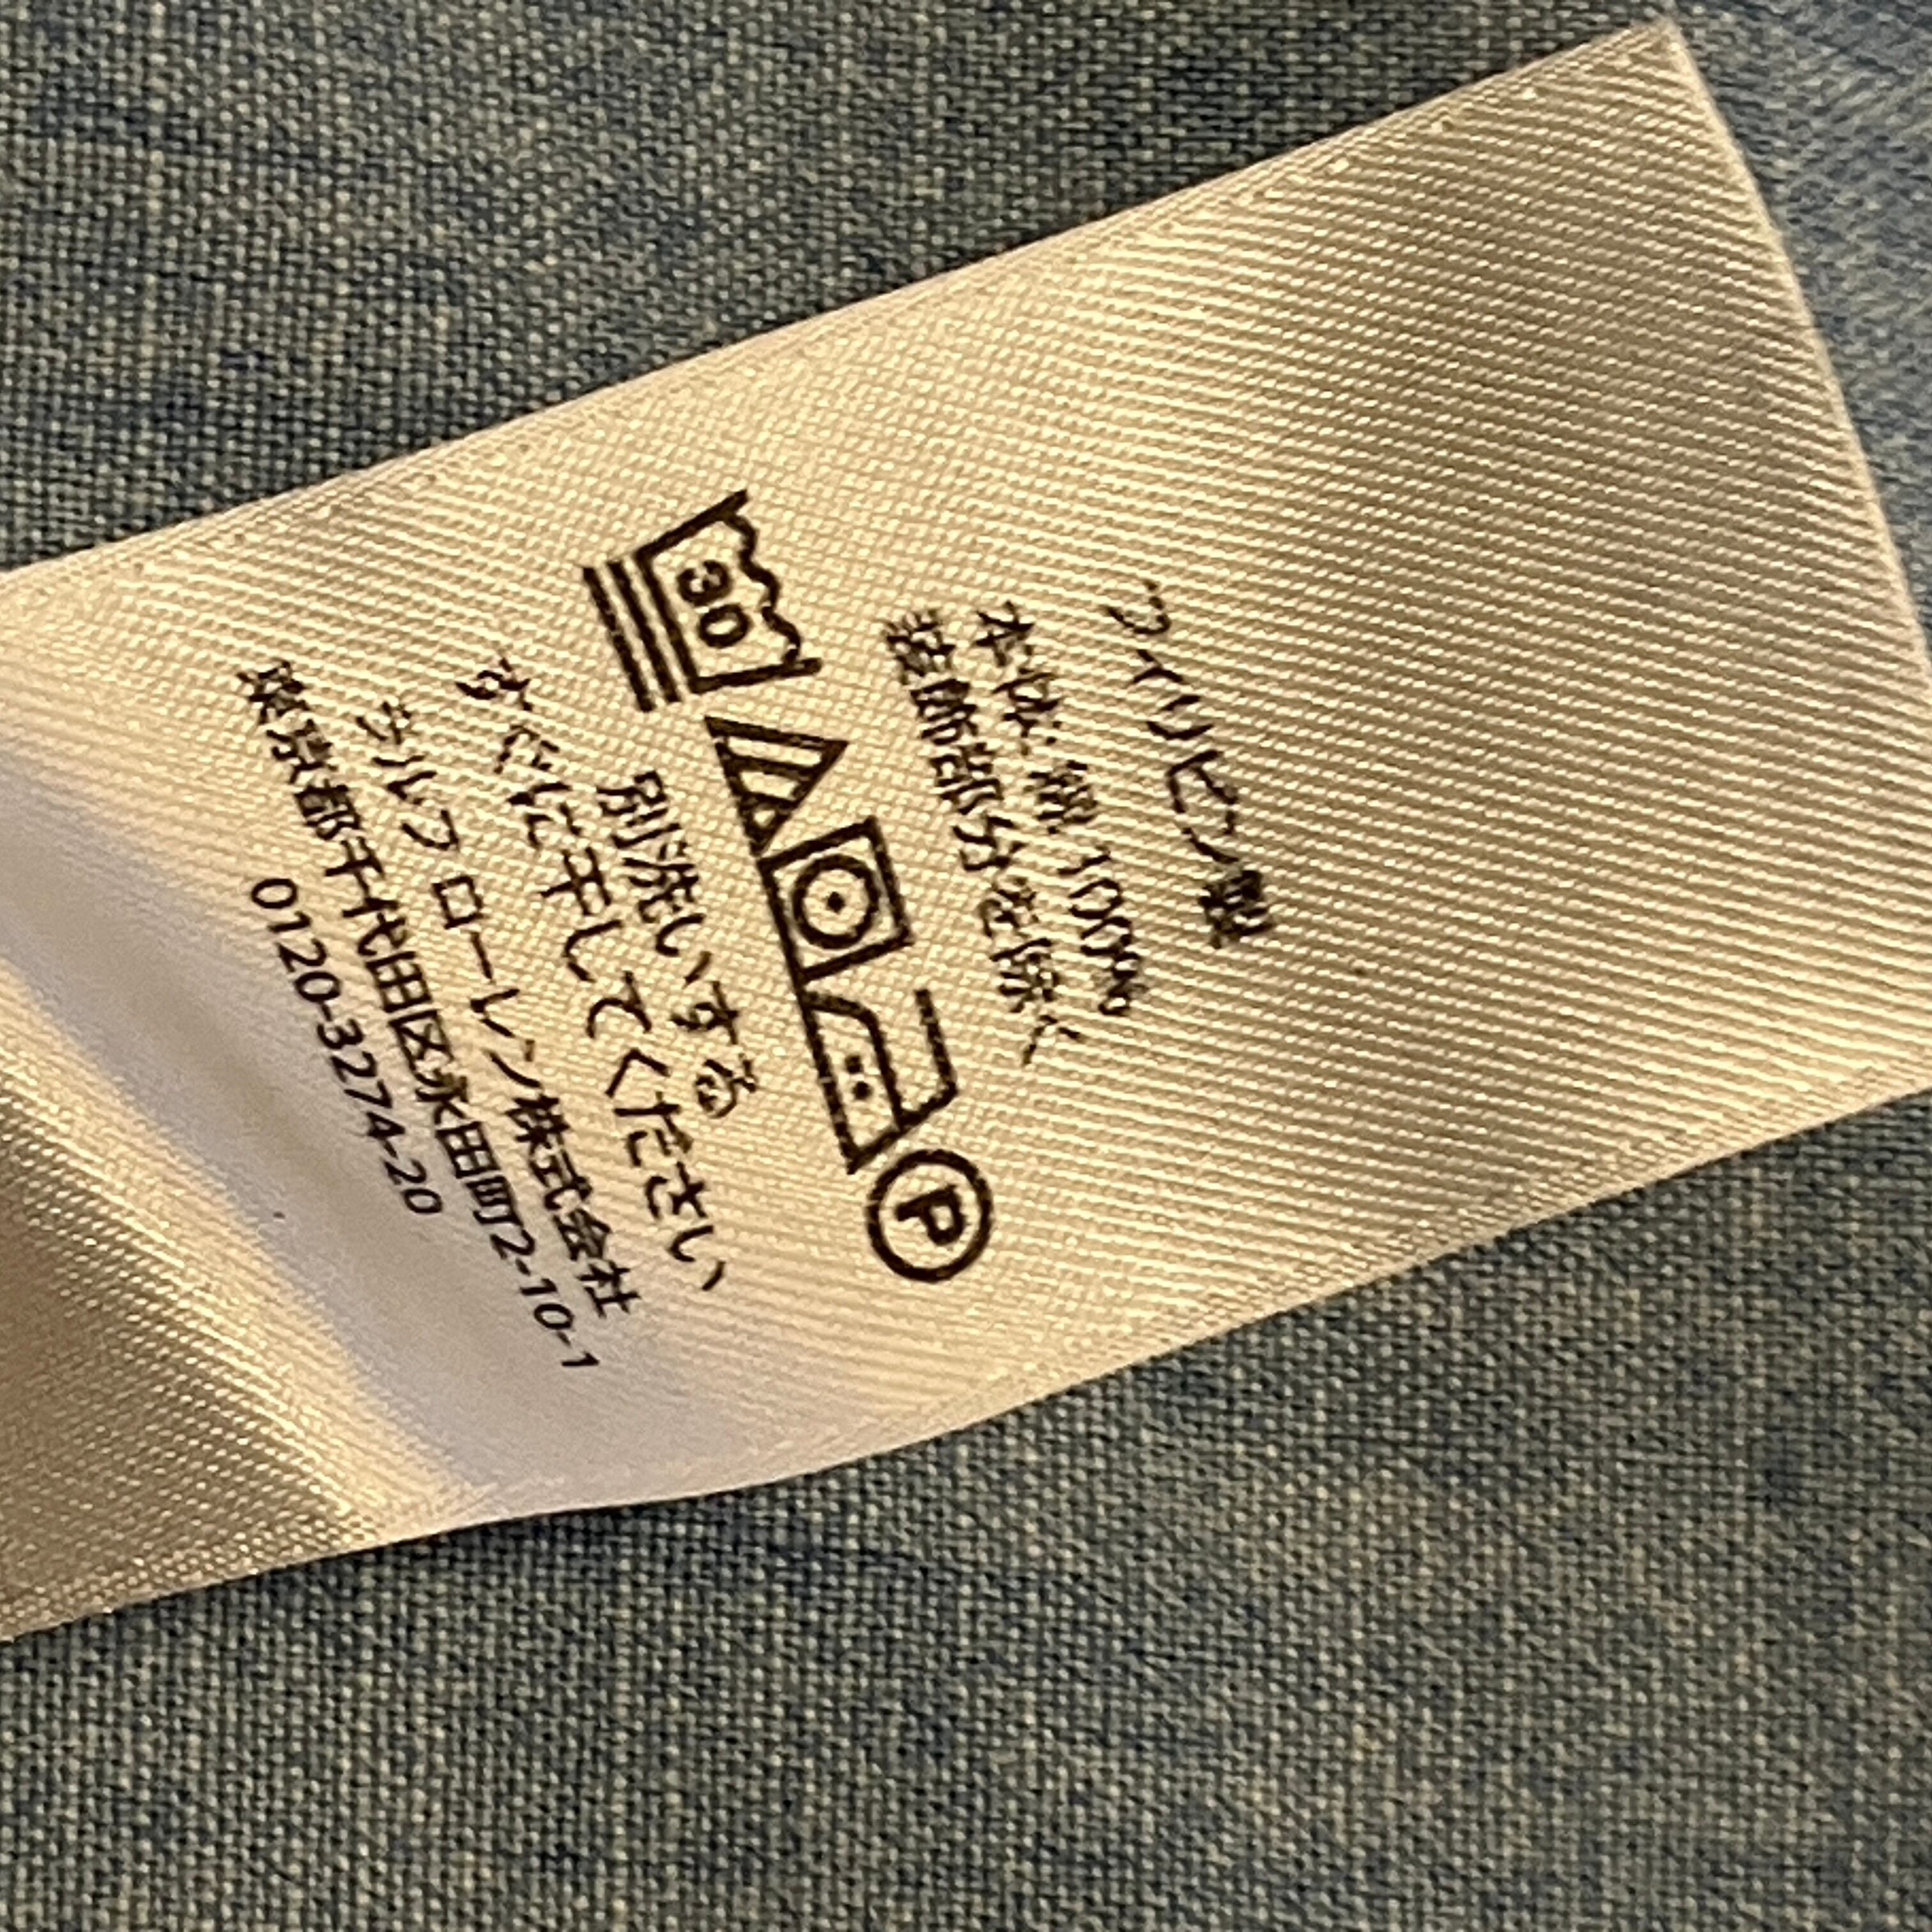 フィリピン製
本体: 綿 100%
装飾部分を除く
30
P
別洗いする
すぐに干してください
ラルフ ローレン株式会社
東京都千代田区永田町2-10-1
0120-3274-20